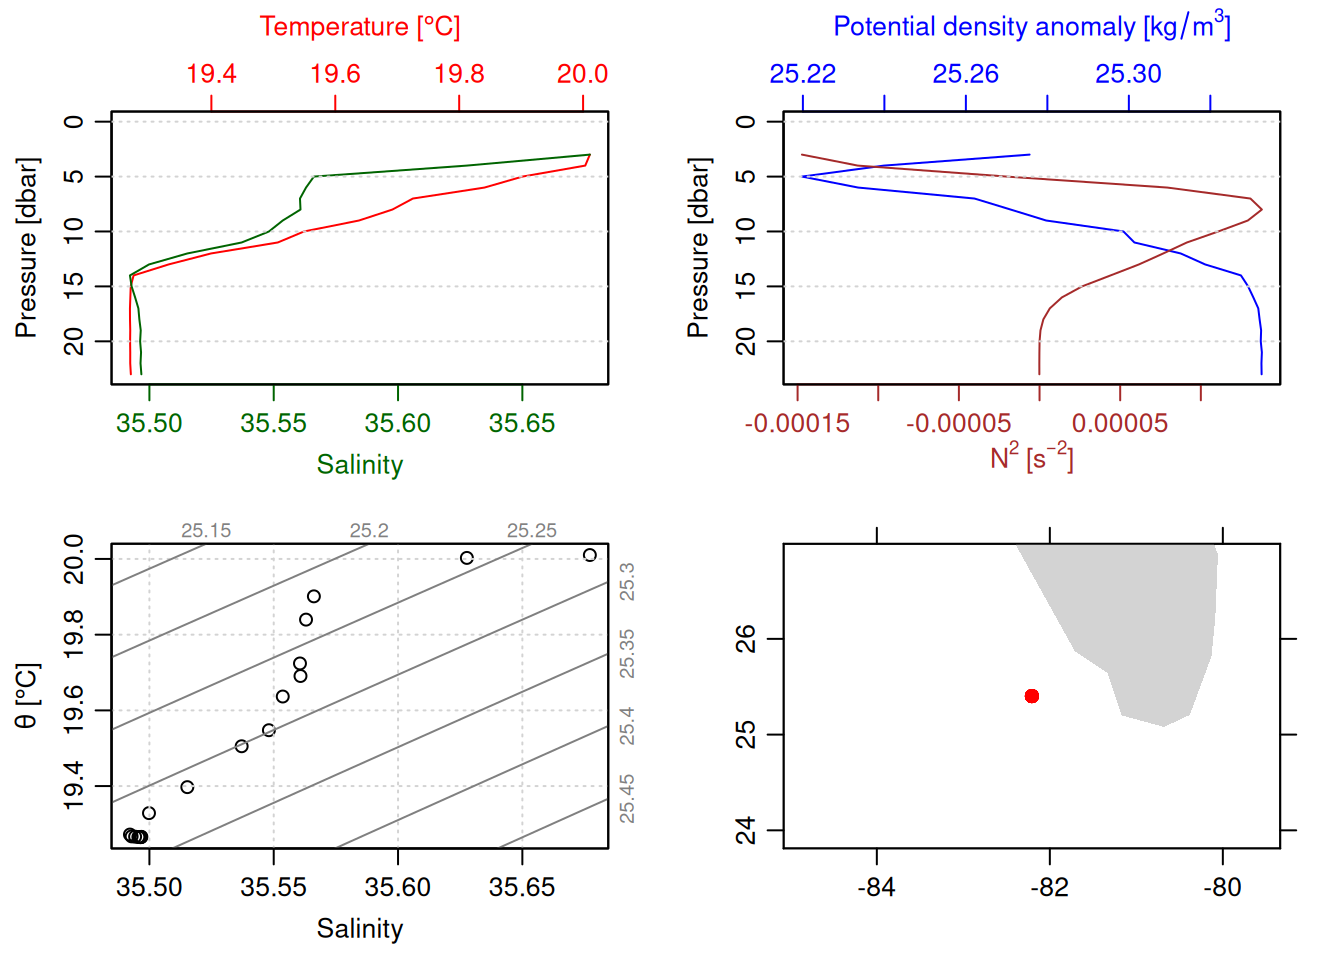 Temperature [°C]
19.4 19.6 19.8 20.0
0
5
10
15
20
Pressure [dbar]
35.50 35.55 35.60 35.65
Salinity
Potential density anomaly [kg/m³]
25.22 25.26 25.30
0
5
10
15
20
Pressure [dbar]
-0.00015 -0.00005 0.00005
N² [s⁻²]
25.15 25.2 25.25
20.0
19.8
19.6
19.4
θ [°C]
25.3
25.35
25.4
25.45
35.50 35.55 35.60 35.65
Salinity
26
25
24
-84 -82 -80